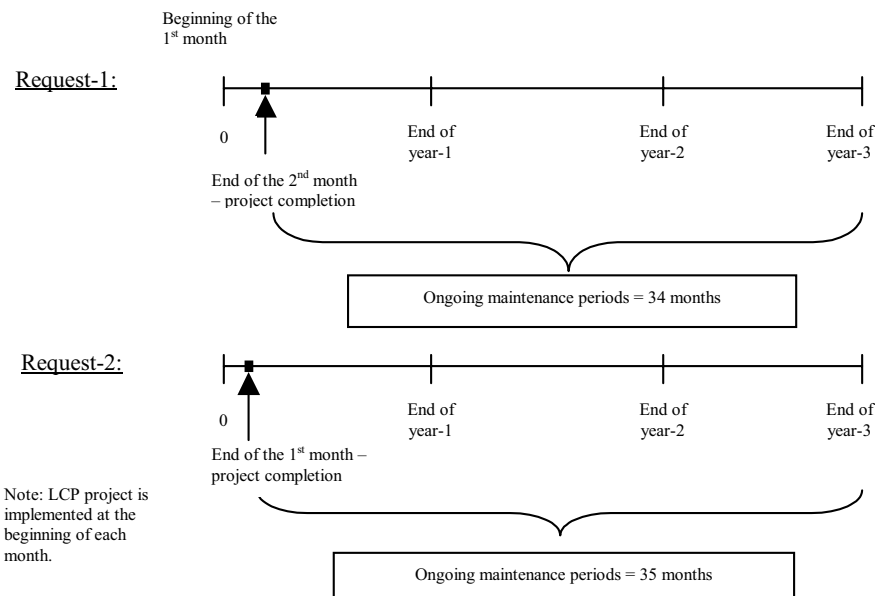 Beginning of the
1st month
Request-1:
0
End of
year-1
End of
year-2
End of
year-3
End of the 2nd month
– project completion
Ongoing maintenance periods = 34 months
Request-2:
0
End of
year-1
End of
year-2
End of
year-3
End of the 1st month –
project completion
Note: LCP project is
implemented at the
beginning of each
month.
Ongoing maintenance periods = 35 months